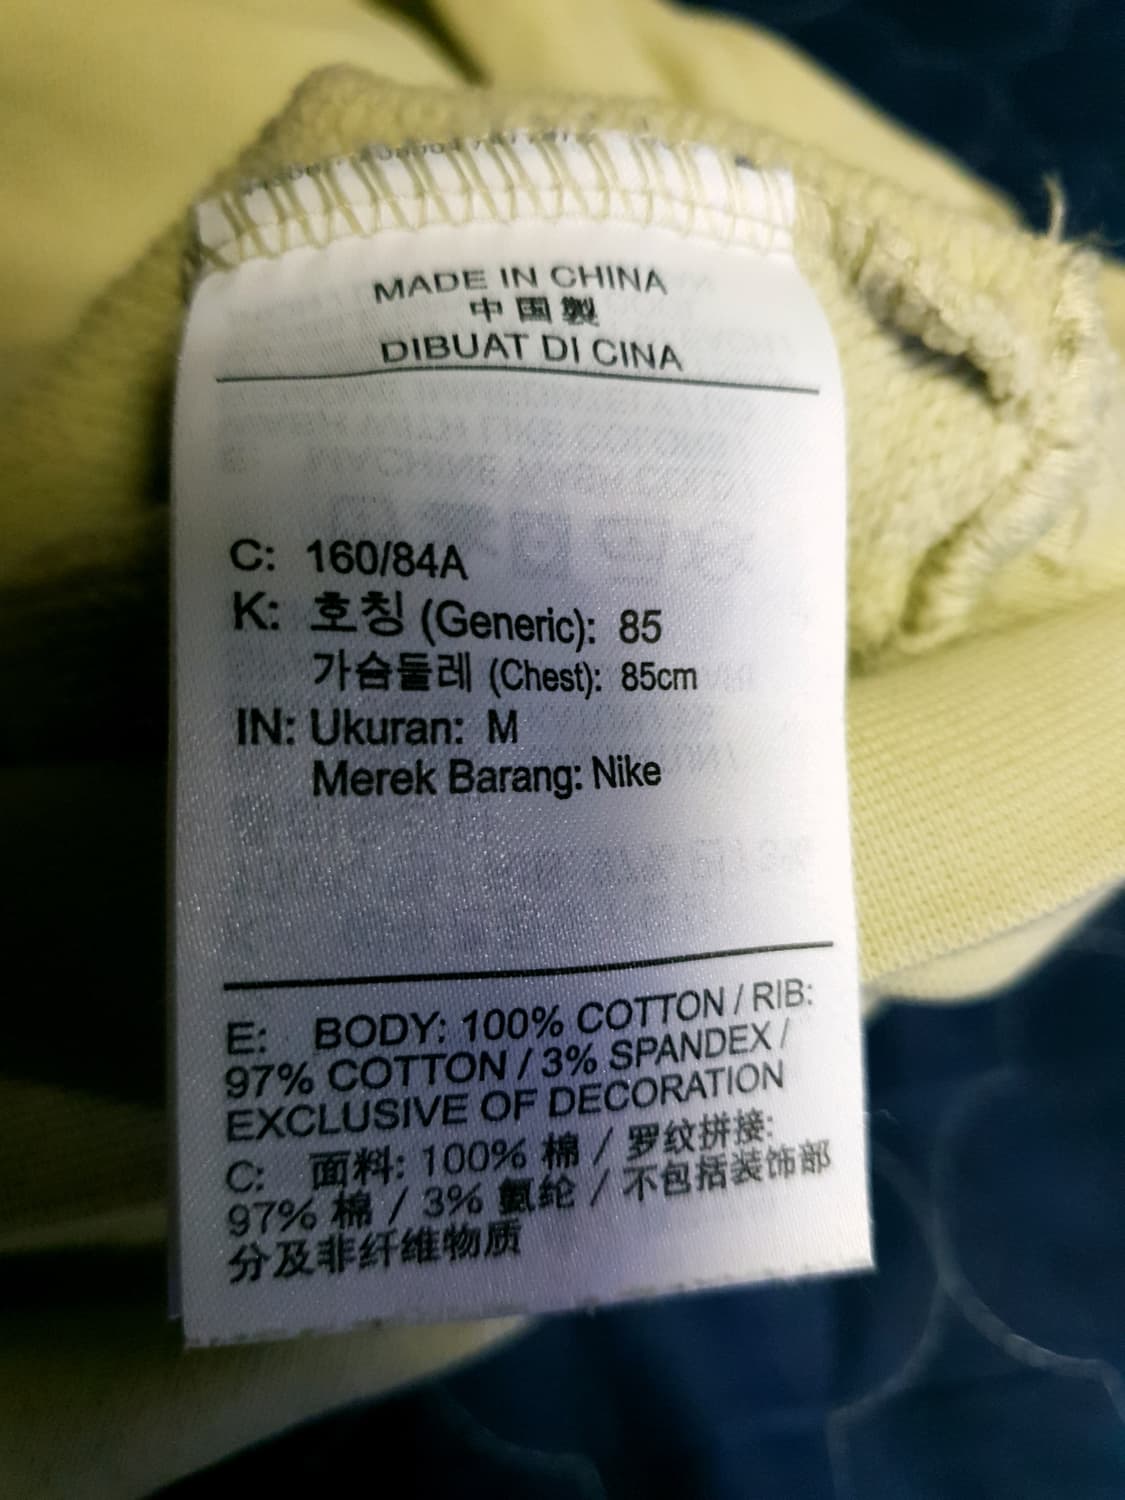 MADE IN CHINA
中国製
DIBUAT DI CINA
C: 160/84A
K: 호칭 (Generic): 85
가슴둘레 (Chest): 85cm
IN: Ukuran: M
Merek Barang: Nike
E: BODY: 100% COTTON / RIB:
97% COTTON / 3% SPANDEX /
EXCLUSIVE OF DECORATION
C: 面料: 100% 棉 / 罗纹拼接:
97% 棉 / 3% 氨纶 / 不包括装饰部
分及非纤维物质